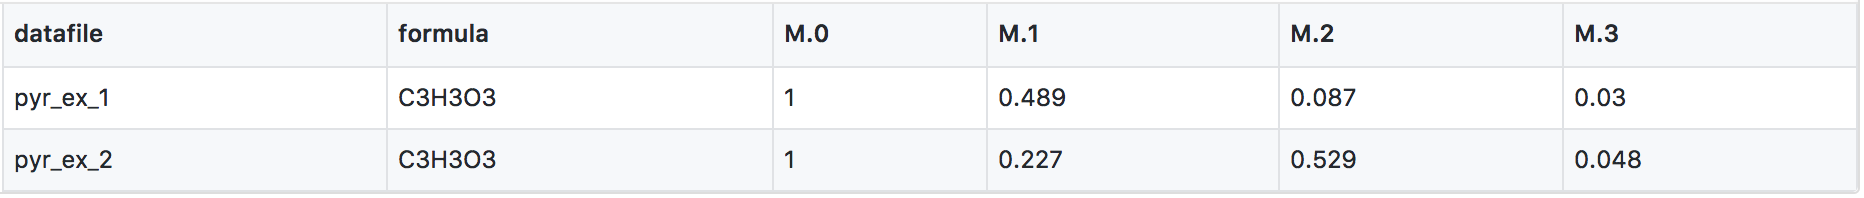 datafile formula M.0 M.1 M.2 M.3
pyr_ex_1 C3H3O3 1 0.489 0.087 0.03
pyr_ex_2 C3H3O3 1 0.227 0.529 0.048